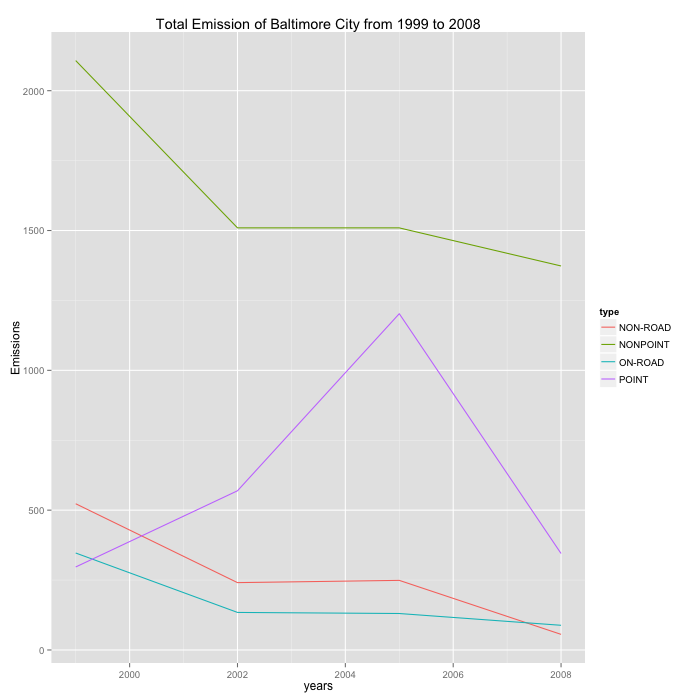 Total Emission of Baltimore City from 1999 to 2008
Emissions
2000
1500
1000
500
0
2000 2002 2004 2006 2008
years
type
NON-ROAD
NONPOINT
ON-ROAD
POINT